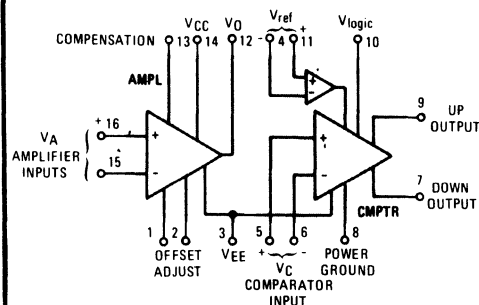 VCC VO Vref Vlogic
COMPENSATION 13 14 12 - 4 + 11 10
AMPL
+ 16
VA
AMPLIFIER
INPUTS
15
+
-
+
-
+
-
9 UP
OUTPUT
7 DOWN
OUTPUT
CMPTR
1 2 3 5 6 8
OFFSET
ADJUST
VEE
+ VC -
COMPARATOR
INPUT
POWER
GROUND